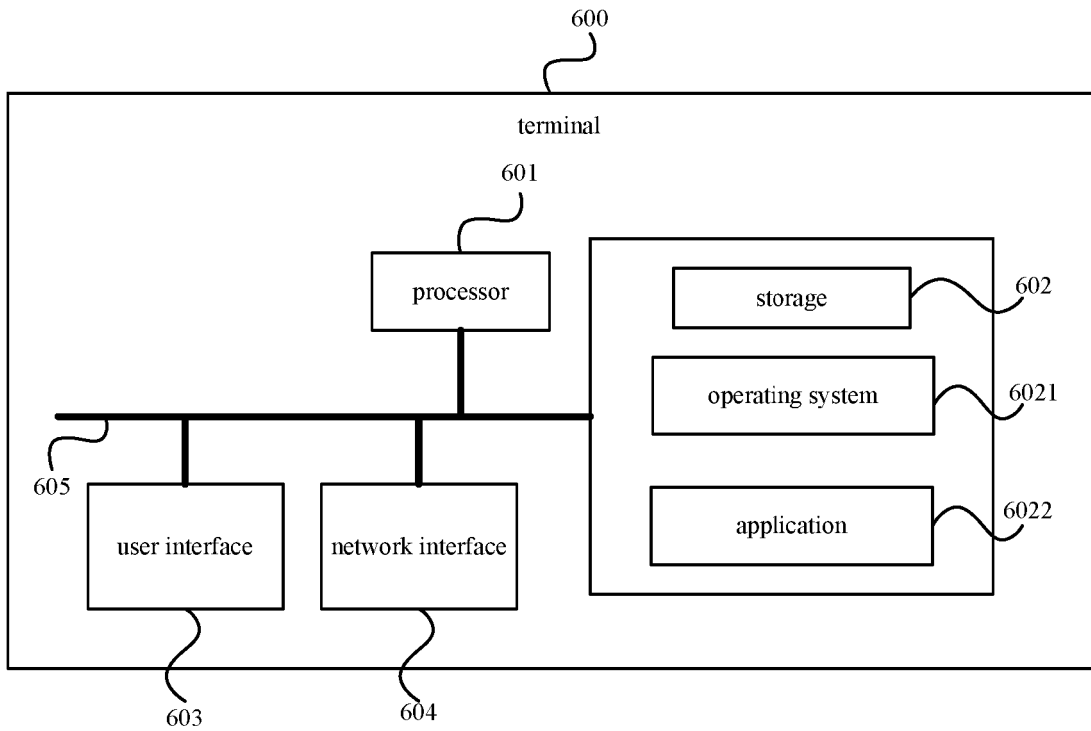 600
terminal
601
processor
storage
602
operating system
6021
605
user interface
network interface
application
6022
603
604